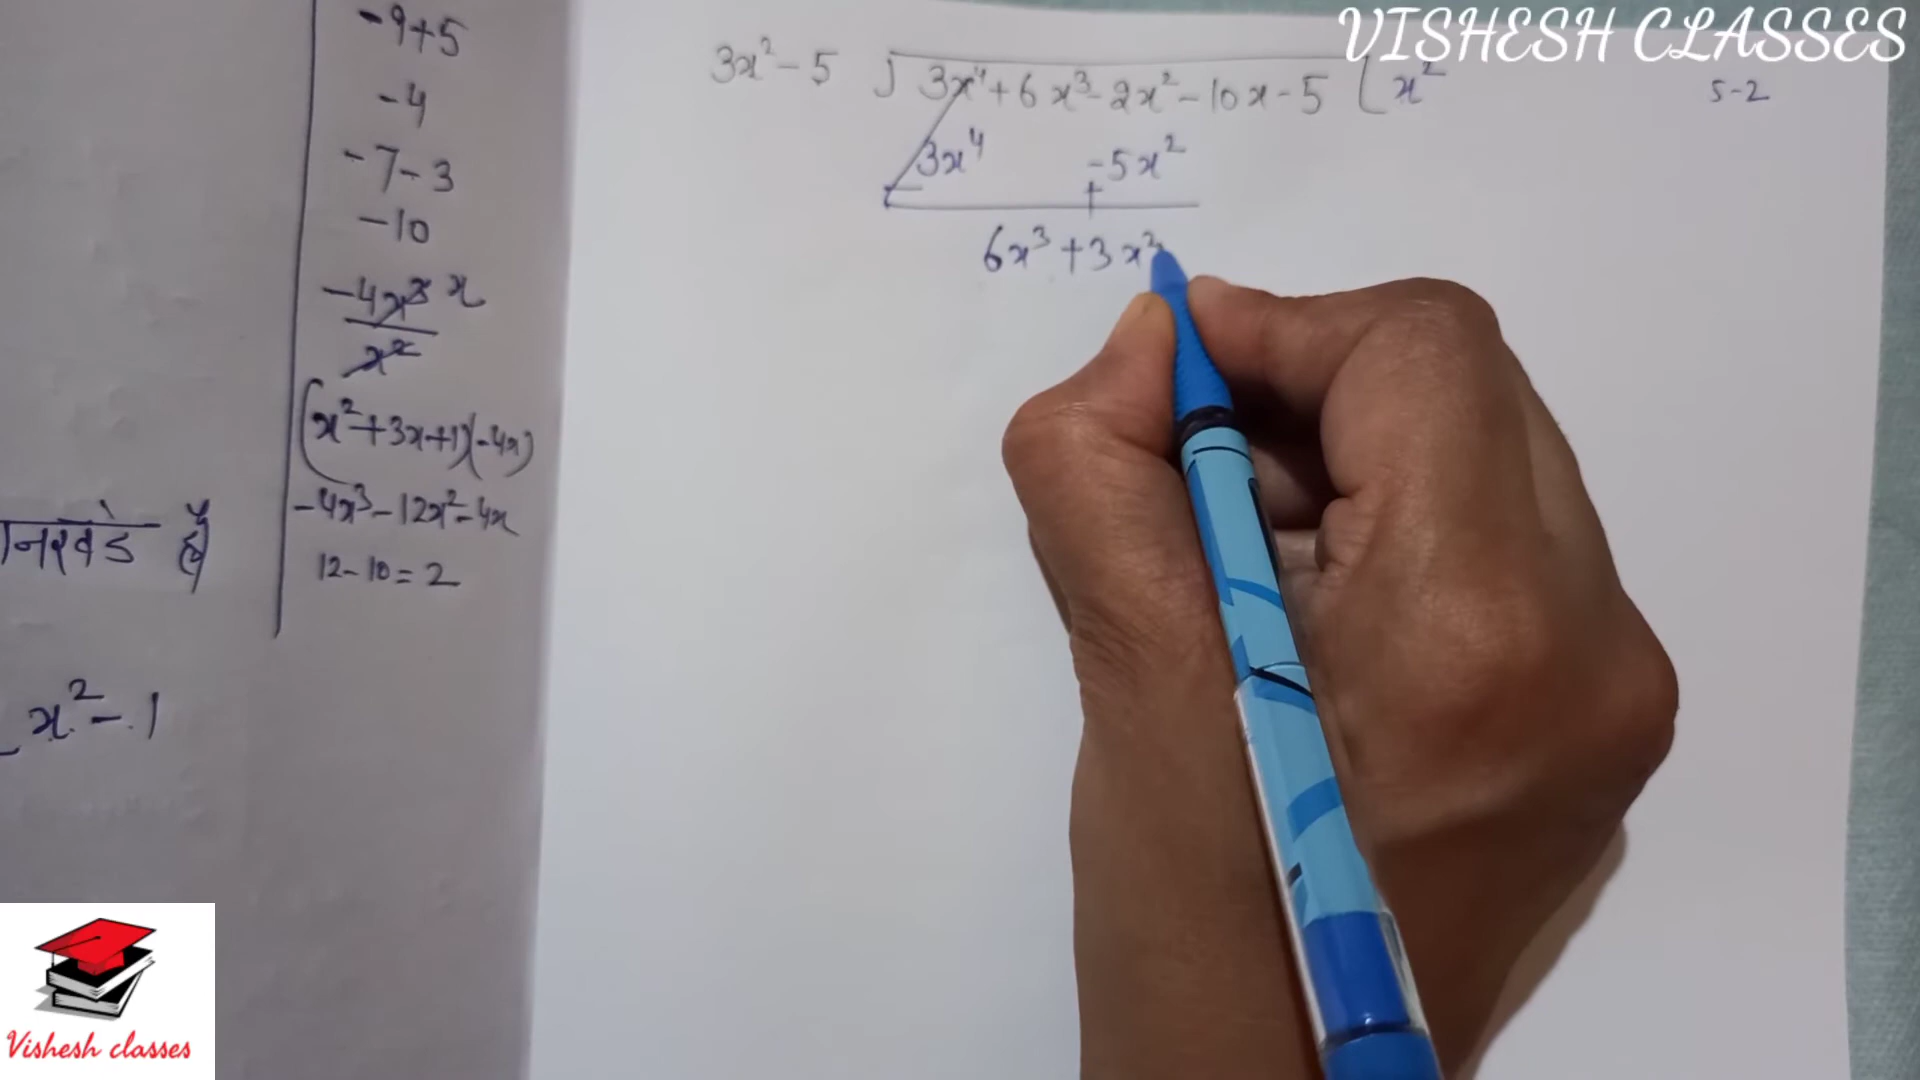 VISHESH CLASSES
-9+5
-4
-7-3
-10
-4x³ x
x²
(x²+3x+1)(-4x)
-4x³-12x²-4x
12-10=2
हैं
x²-1
3x²-5 ) 3x⁴+6x³-2x²-10x-5 ( x²
5-2
3x⁴ -5x²
- +
6x³+3x²
Vishesh classes